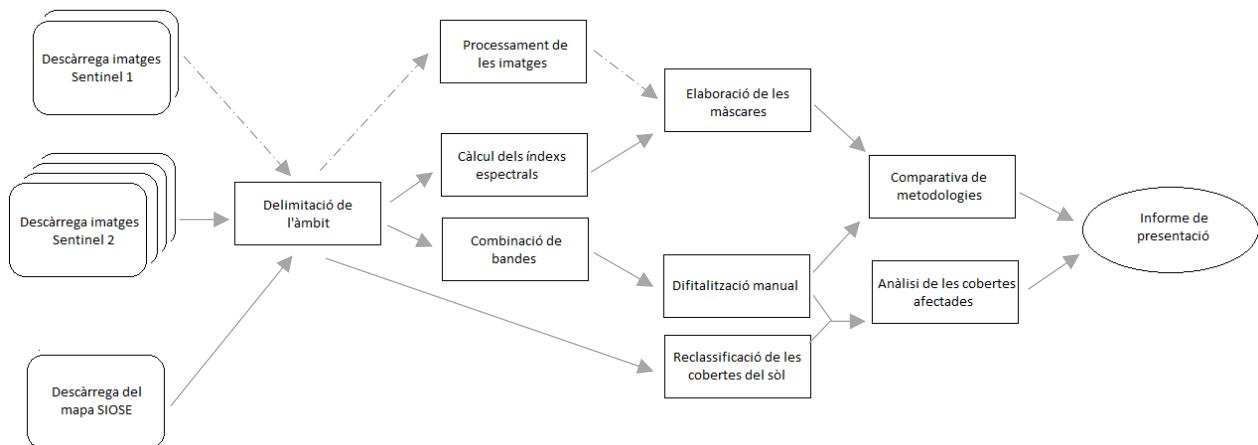 Descàrrega imatges
Sentinel 1
Processament de
les imatges
Elaboració de les
màscares
Càlcul dels índexs
espectrals
Comparativa de
metodologies
Descàrrega imatges
Sentinel 2
Delimitació de
l'àmbit
Informe de
presentació
Combinació de
bandes
Difitalització manual
Anàlisi de les cobertes
afectades
Reclassificació de les
cobertes del sòl
Descàrrega del
mapa SIOSE